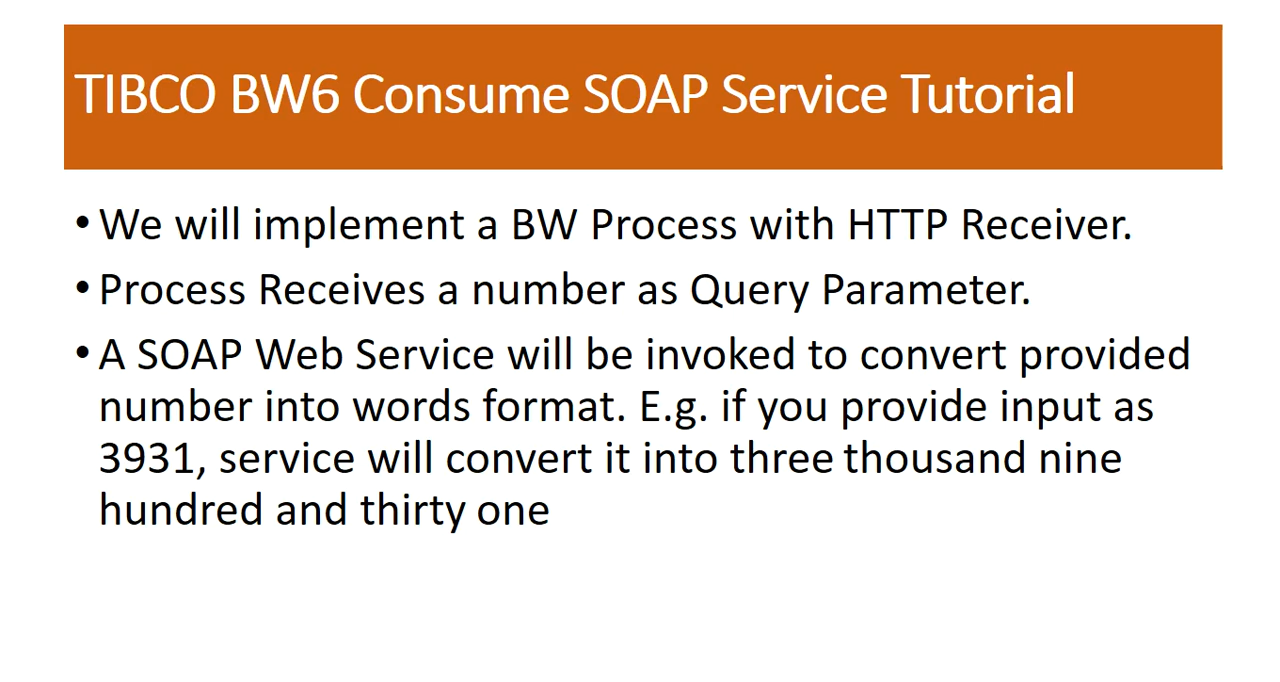 TIBCO BW6 Consume SOAP Service Tutorial
• We will implement a BW Process with HTTP Receiver.
• Process Receives a number as Query Parameter.
• A SOAP Web Service will be invoked to convert provided
number into words format. E.g. if you provide input as
3931, service will convert it into three thousand nine
hundred and thirty one